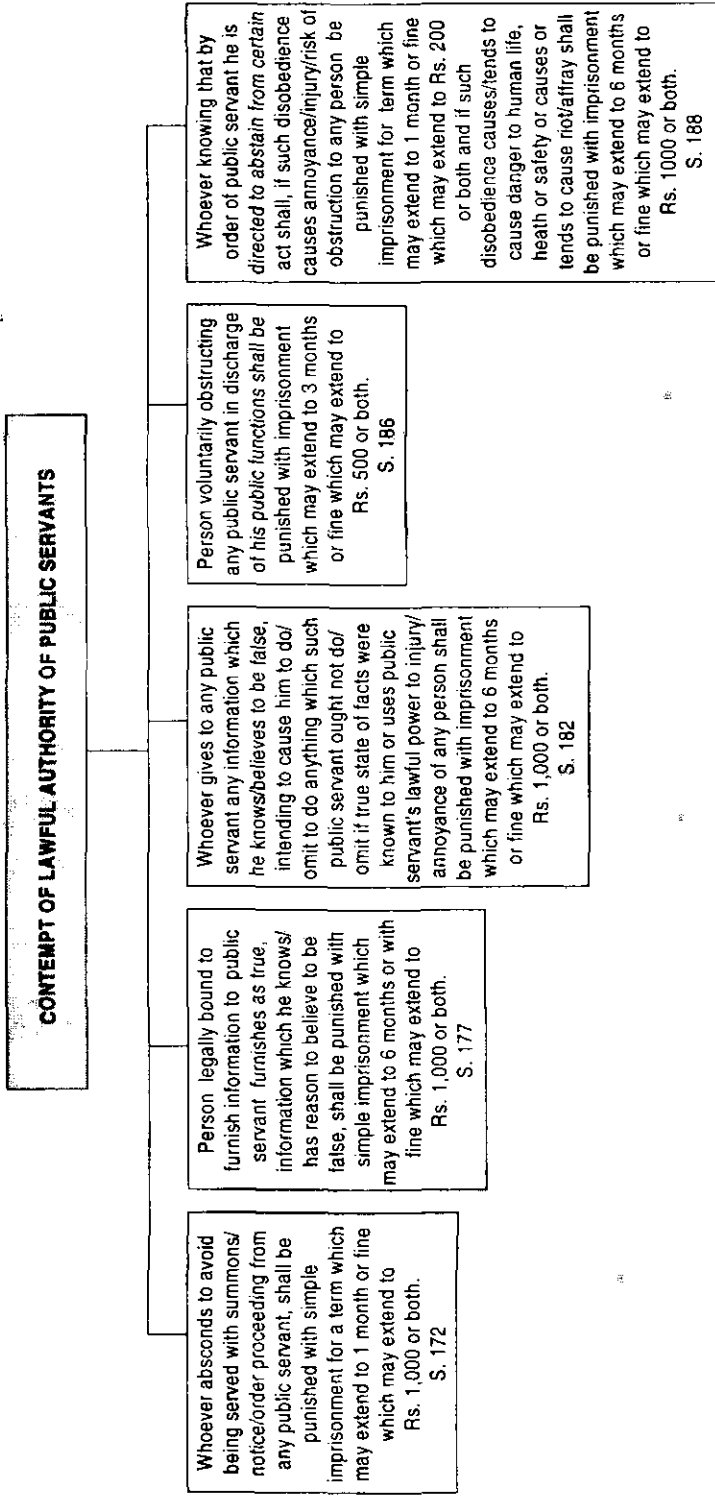 CONTEMPT OF LAWFUL AUTHORITY OF PUBLIC SERVANTS
Whoever absconds to avoid
being served with summons/
notice/order proceeding from
any public servant, shall be
punished with simple
imprisonment for a term which
may extend to 1 month or fine
which may extend to
Rs. 1,000 or both.
S. 172
Person legally bound to
furnish information to public
servant furnishes as true,
information which he knows/
has reason to believe to be
false, shall be punished with
simple imprisonment which
may extend to 6 months or with
fine which may extend to
Rs. 1,000 or both.
S. 177
Whoever gives to any public
servant any information which
he knows/believes to be false,
intending to cause him to do/
omit to do anything which such
public servant ought not do/
omit if true state of facts were
known to him or uses public
servant's lawful power to injury/
annoyance of any person shall
be punished with imprisonment
which may extend to 6 months
or fine which may extend to
Rs. 1,000 or both.
S. 182
Person voluntarily obstructing
any public servant in discharge
of his public functions shall be
punished with imprisonment
which may extend to 3 months
or fine which may extend to
Rs. 500 or both.
S. 186
Whoever knowing that by
order of public servant he is
directed to abstain from certain
act shall, if such disobedience
causes annoyance/injury/risk of
obstruction to any person be
punished with simple
imprisonment for term which
may extend to 1 month or fine
which may extend to Rs. 200
or both and if such
disobedience causes/tends to
cause danger to human life,
heath or safety or causes or
tends to cause riot/affray shall
be punished with imprisonment
which may extend to 6 months
or fine which may extend to
Rs. 1000 or both.
S. 188